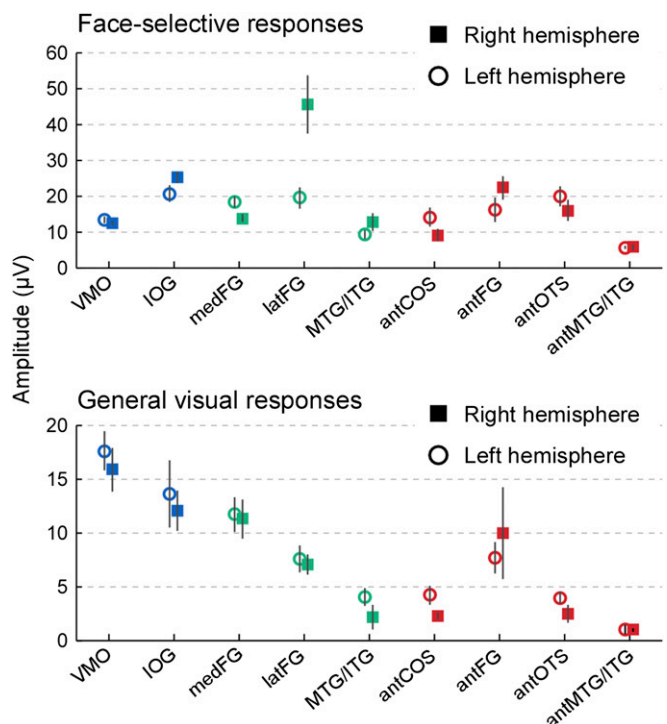 Face-selective responses
Right hemisphere
Left hemisphere
60
50
40
30
20
10
0
VMO
IOG
medFG
latFG
MTG/ITG
antCOS
antFG
antOTS
antMTG/ITG
Amplitude (µV)
General visual responses
Right hemisphere
Left hemisphere
20
15
10
5
0
VMO
IOG
medFG
latFG
MTG/ITG
antCOS
antFG
antOTS
antMTG/ITG